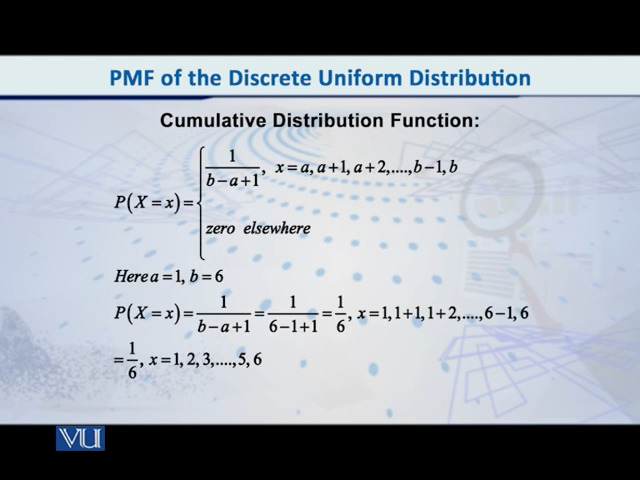 PMF of the Discrete Uniform Distribution
Cumulative Distribution Function:
P(X = x) = { 1/(b−a+1), x = a, a+1, a+2,....,b−1, b
zero elsewhere
Here a = 1, b = 6
P(X = x) = 1/(b−a+1) = 1/(6−1+1) = 1/6, x = 1,1+1,1+2,....,6−1, 6
= 1/6, x = 1, 2, 3,....,5, 6
VU